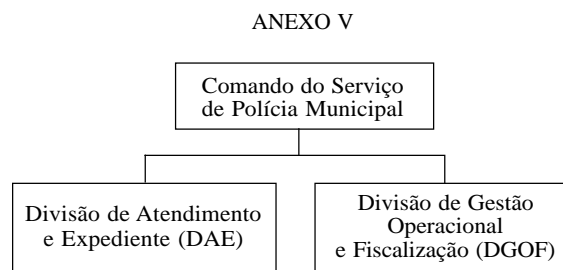 ANEXO V
Comando do Serviço
de Polícia Municipal
Divisão de Atendimento
e Expediente (DAE)
Divisão de Gestão
Operacional
e Fiscalização (DGOF)